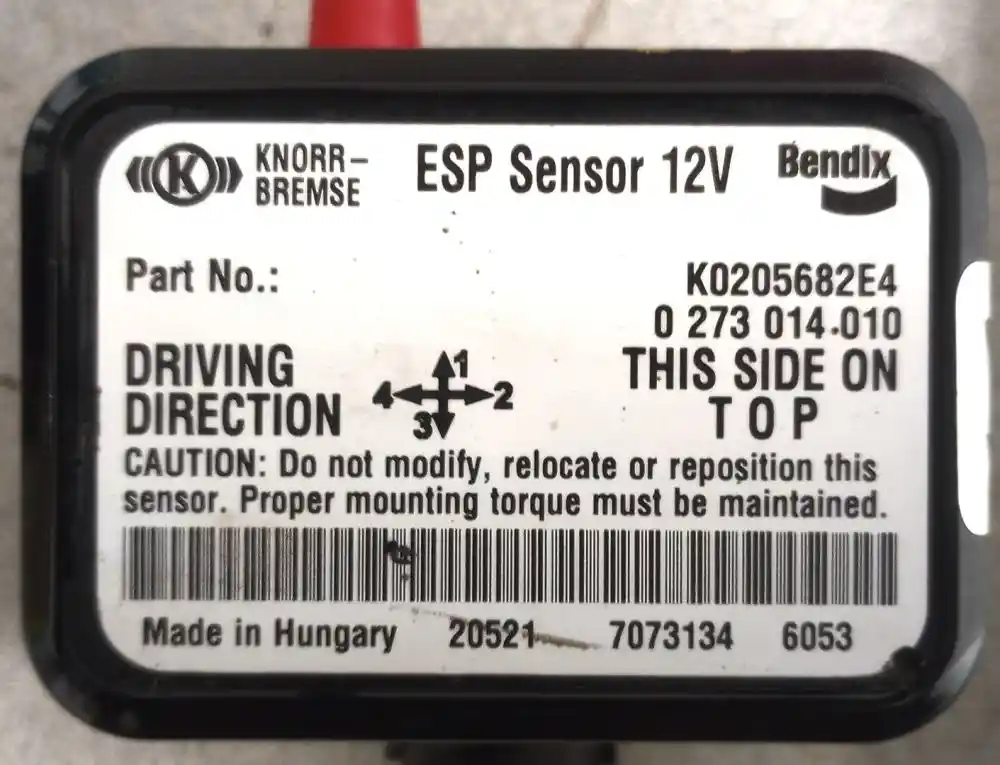 K KNORR-
BREMSE
ESP Sensor 12V
Bendix
Part No.: K0205682E4
0 273 014.010
DRIVING
DIRECTION
1
4 2
3
THIS SIDE ON
TOP
CAUTION: Do not modify, relocate or reposition this
sensor. Proper mounting torque must be maintained.
Made in Hungary 20521 7073134 6053